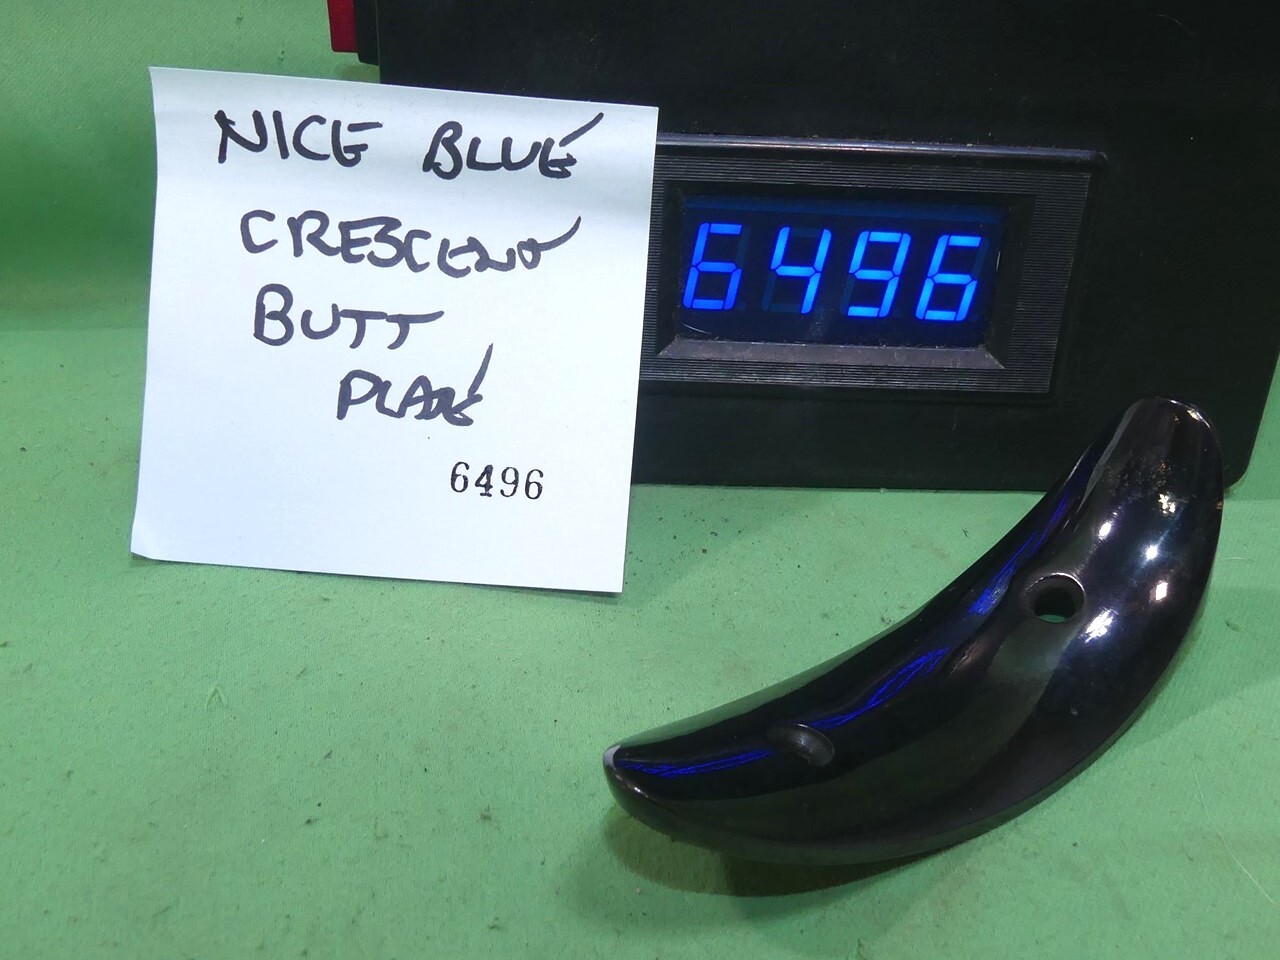 NICE BLUE
CRESCENT
BUTT
PLATE
6496
6496